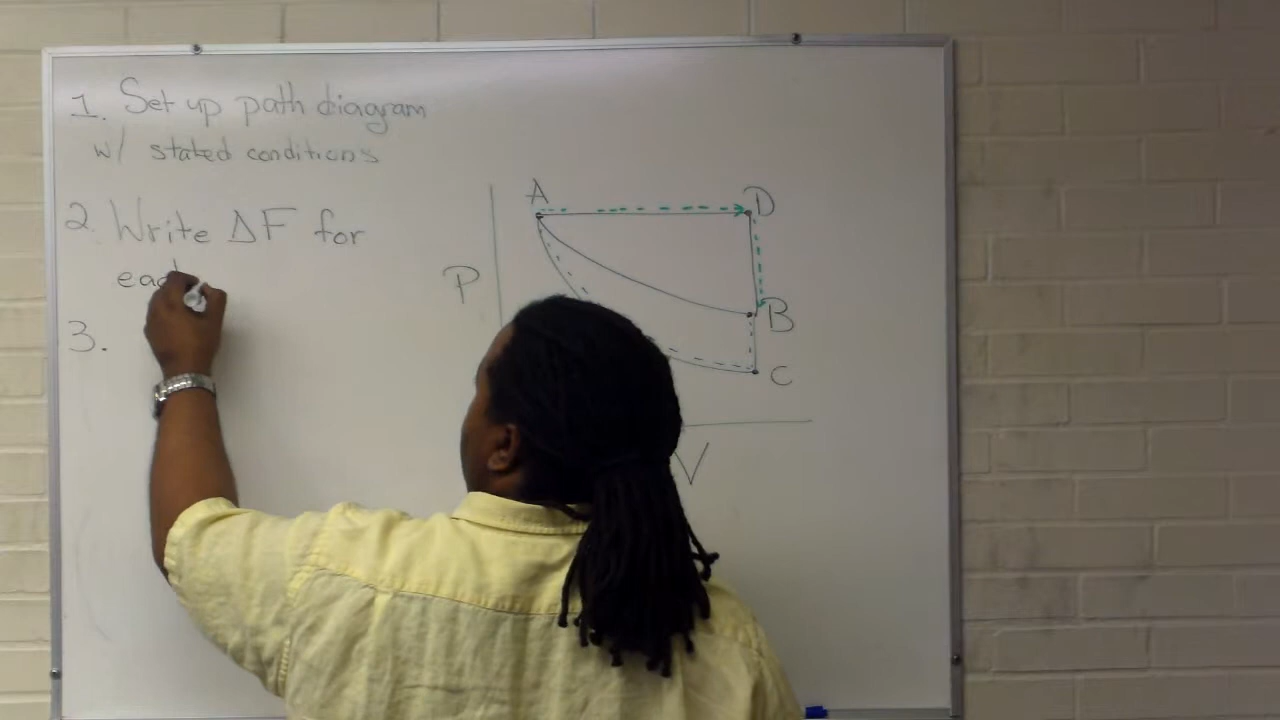 1. Set up path diagram
w/ stated conditions
2. Write ΔF for
3.
A
D
P
B
C
V